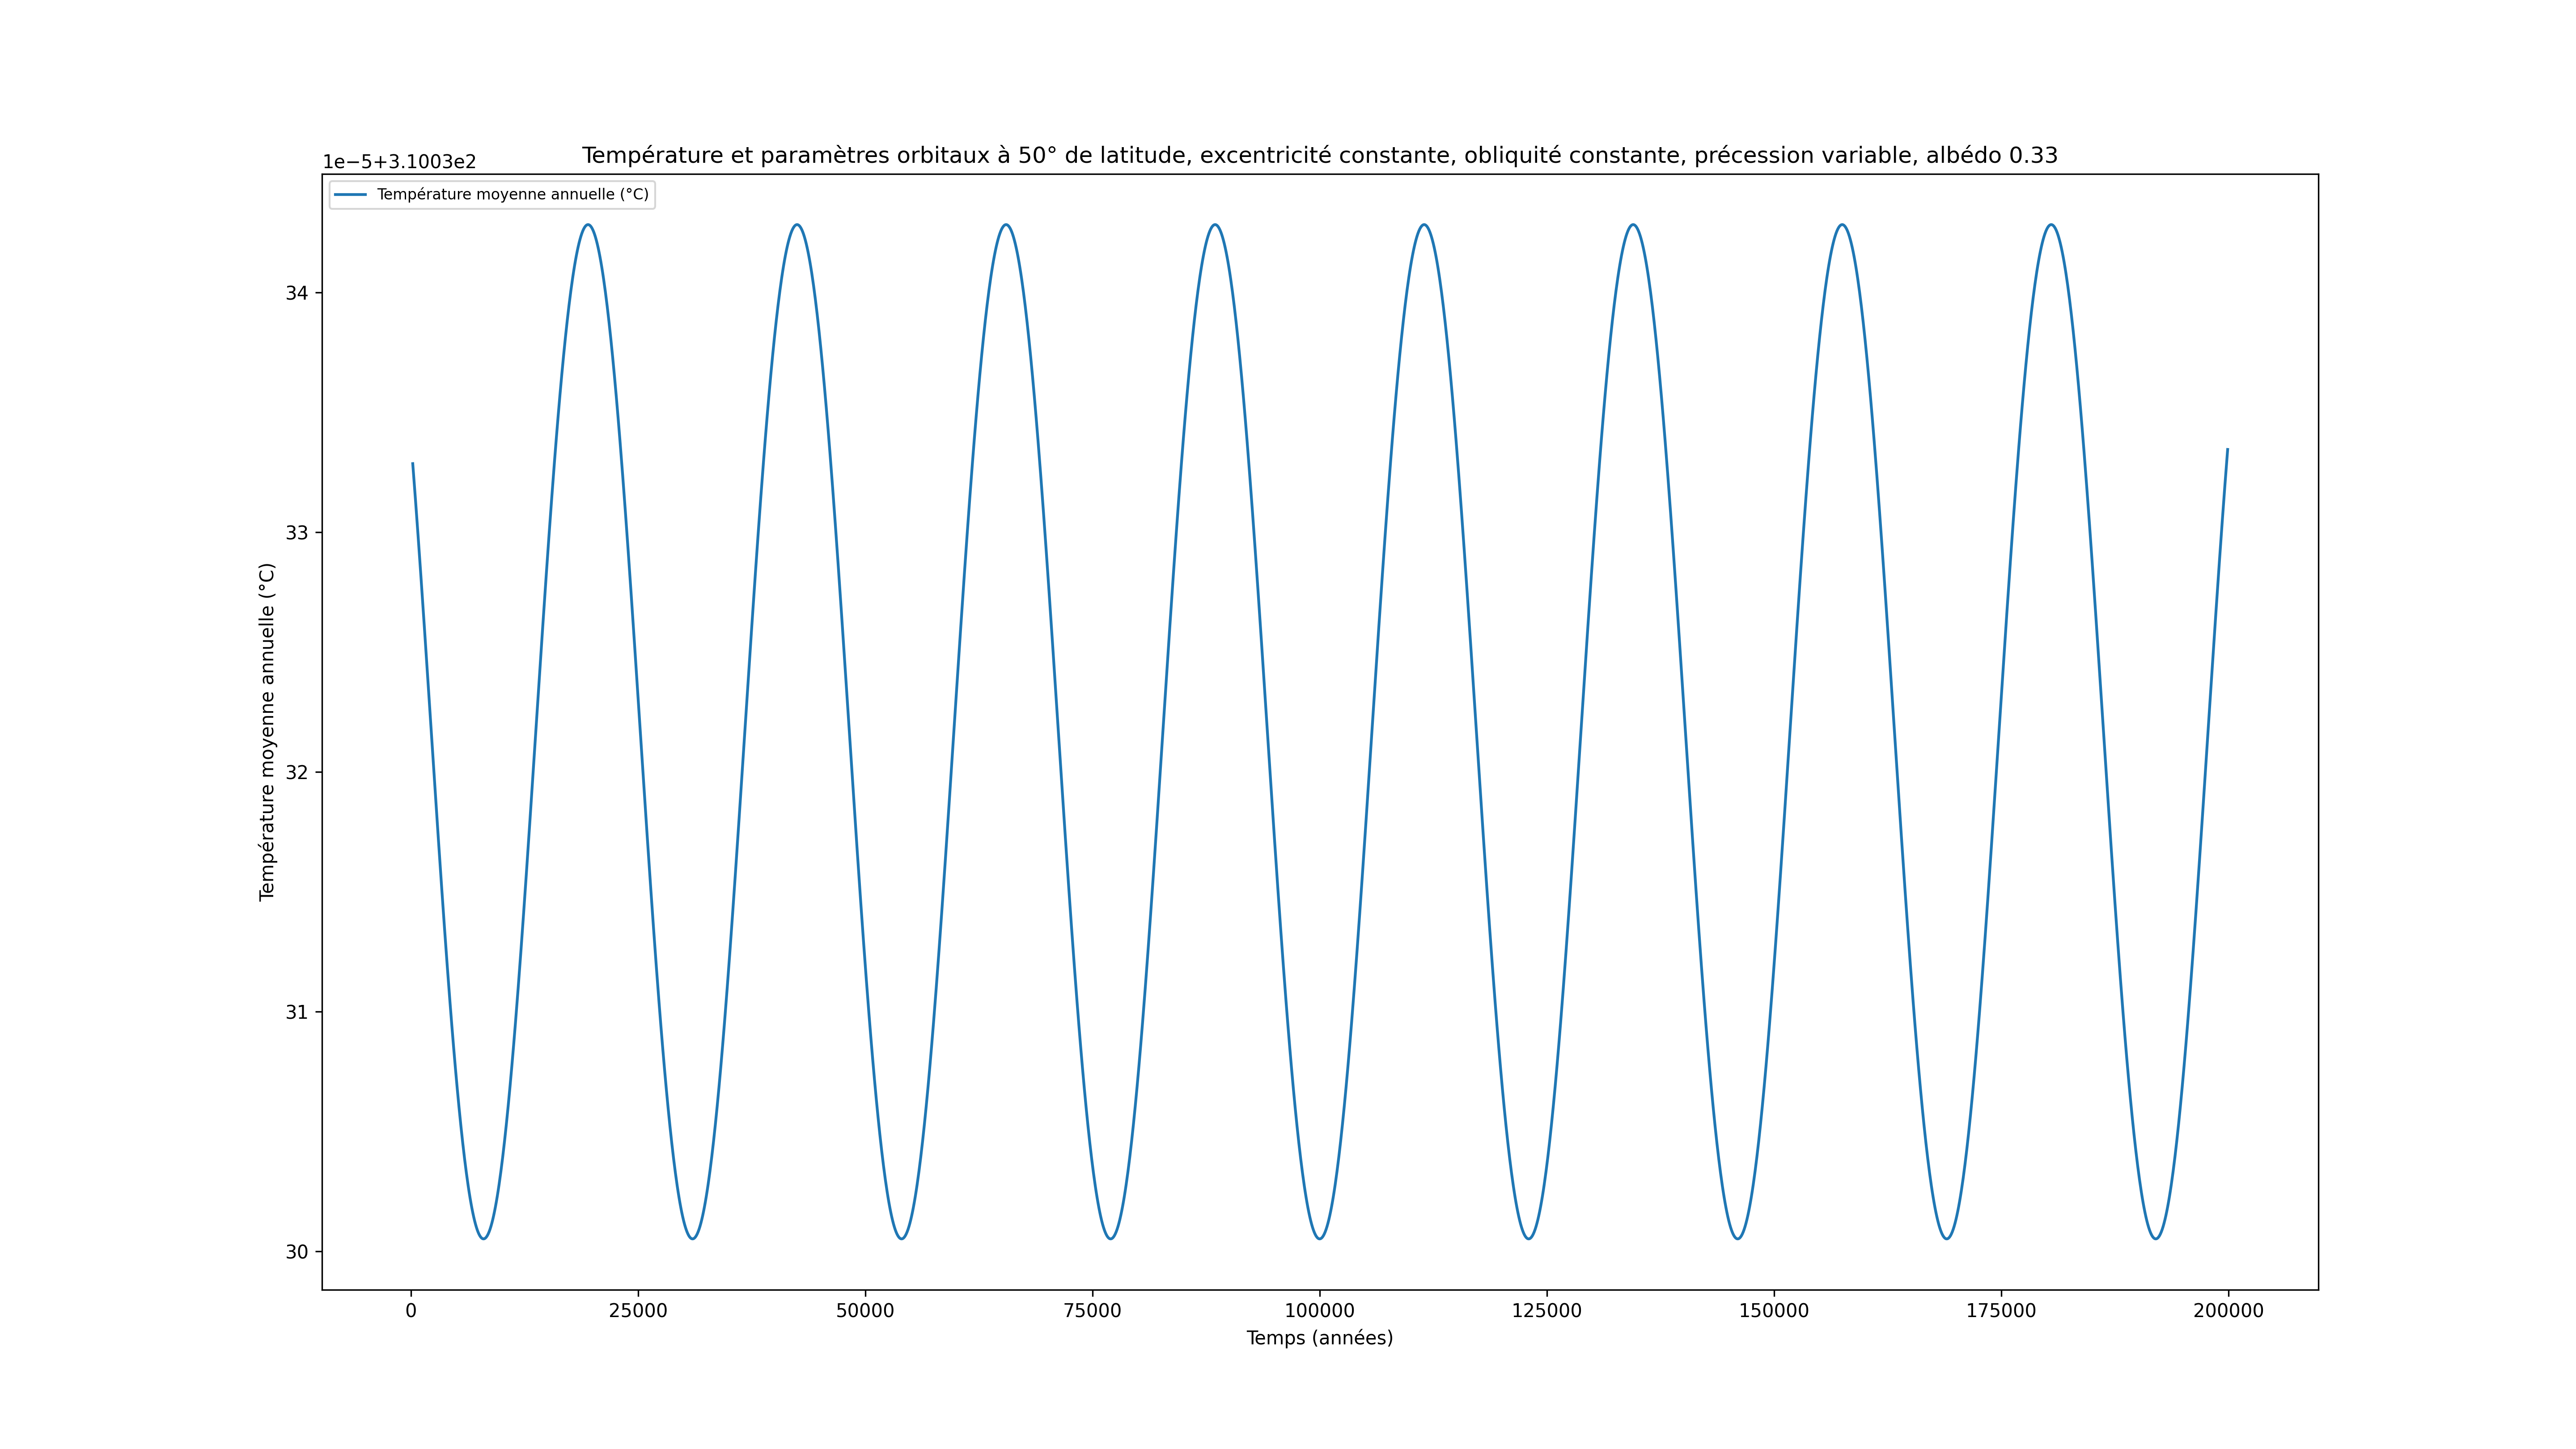 Température et paramètres orbitaux à 50° de latitude, excentricité constante, obliquité constante, précession variable, albédo 0.33
1e−5+3.1003e2
Température moyenne annuelle (°C)
34
33
32
31
30
Température moyenne annuelle (°C)
0 25000 50000 75000 100000 125000 150000 175000 200000
Temps (années)